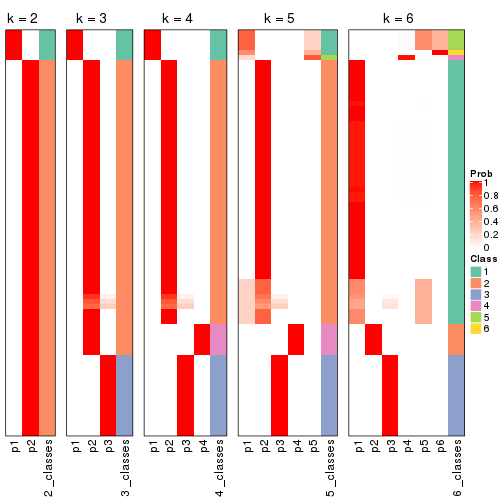 k = 2
k = 3
k = 4
k = 5
k = 6
p1
p2
2_classes
p1
p2
p3
3_classes
p1
p2
p3
p4
4_classes
p1
p2
p3
p4
p5
5_classes
p1
p2
p3
p4
p5
p6
6_classes
Prob
1
0.8
0.6
0.4
0.2
0
Class
1
2
3
4
5
6